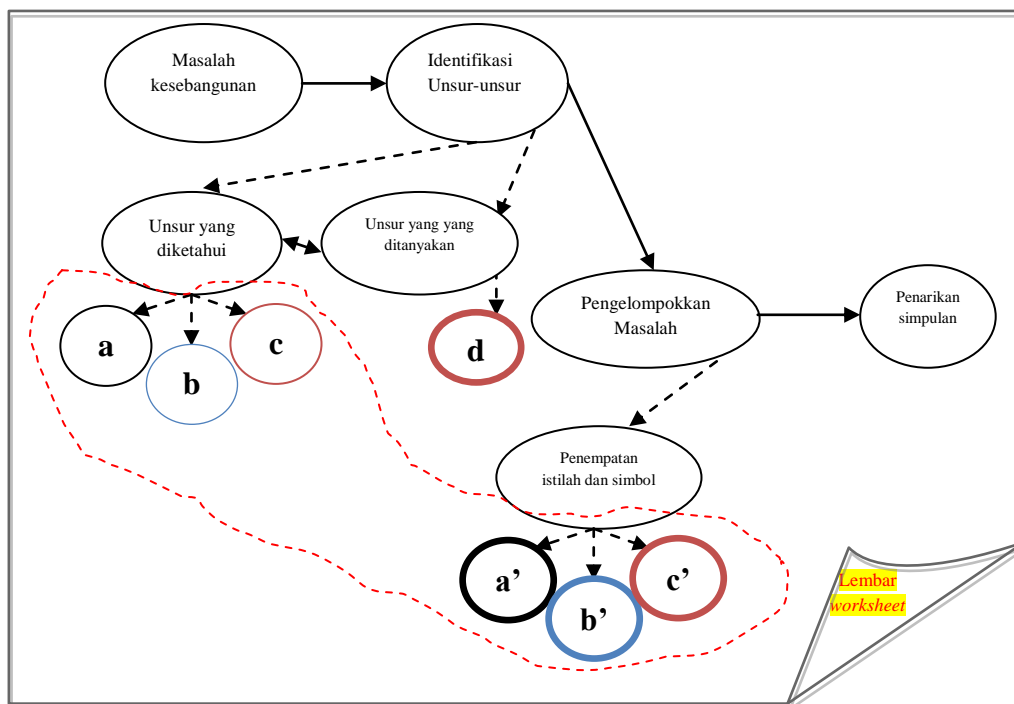 Masalah
kesebangunan
Identifikasi
Unsur-unsur
Unsur yang
diketahui
Unsur yang yang
ditanyakan
Pengelompokkan
Masalah
Penarikan
simpulan
a
b
c
d
Penempatan
istilah dan simbol
a’
b’
c’
Lembar
worksheet